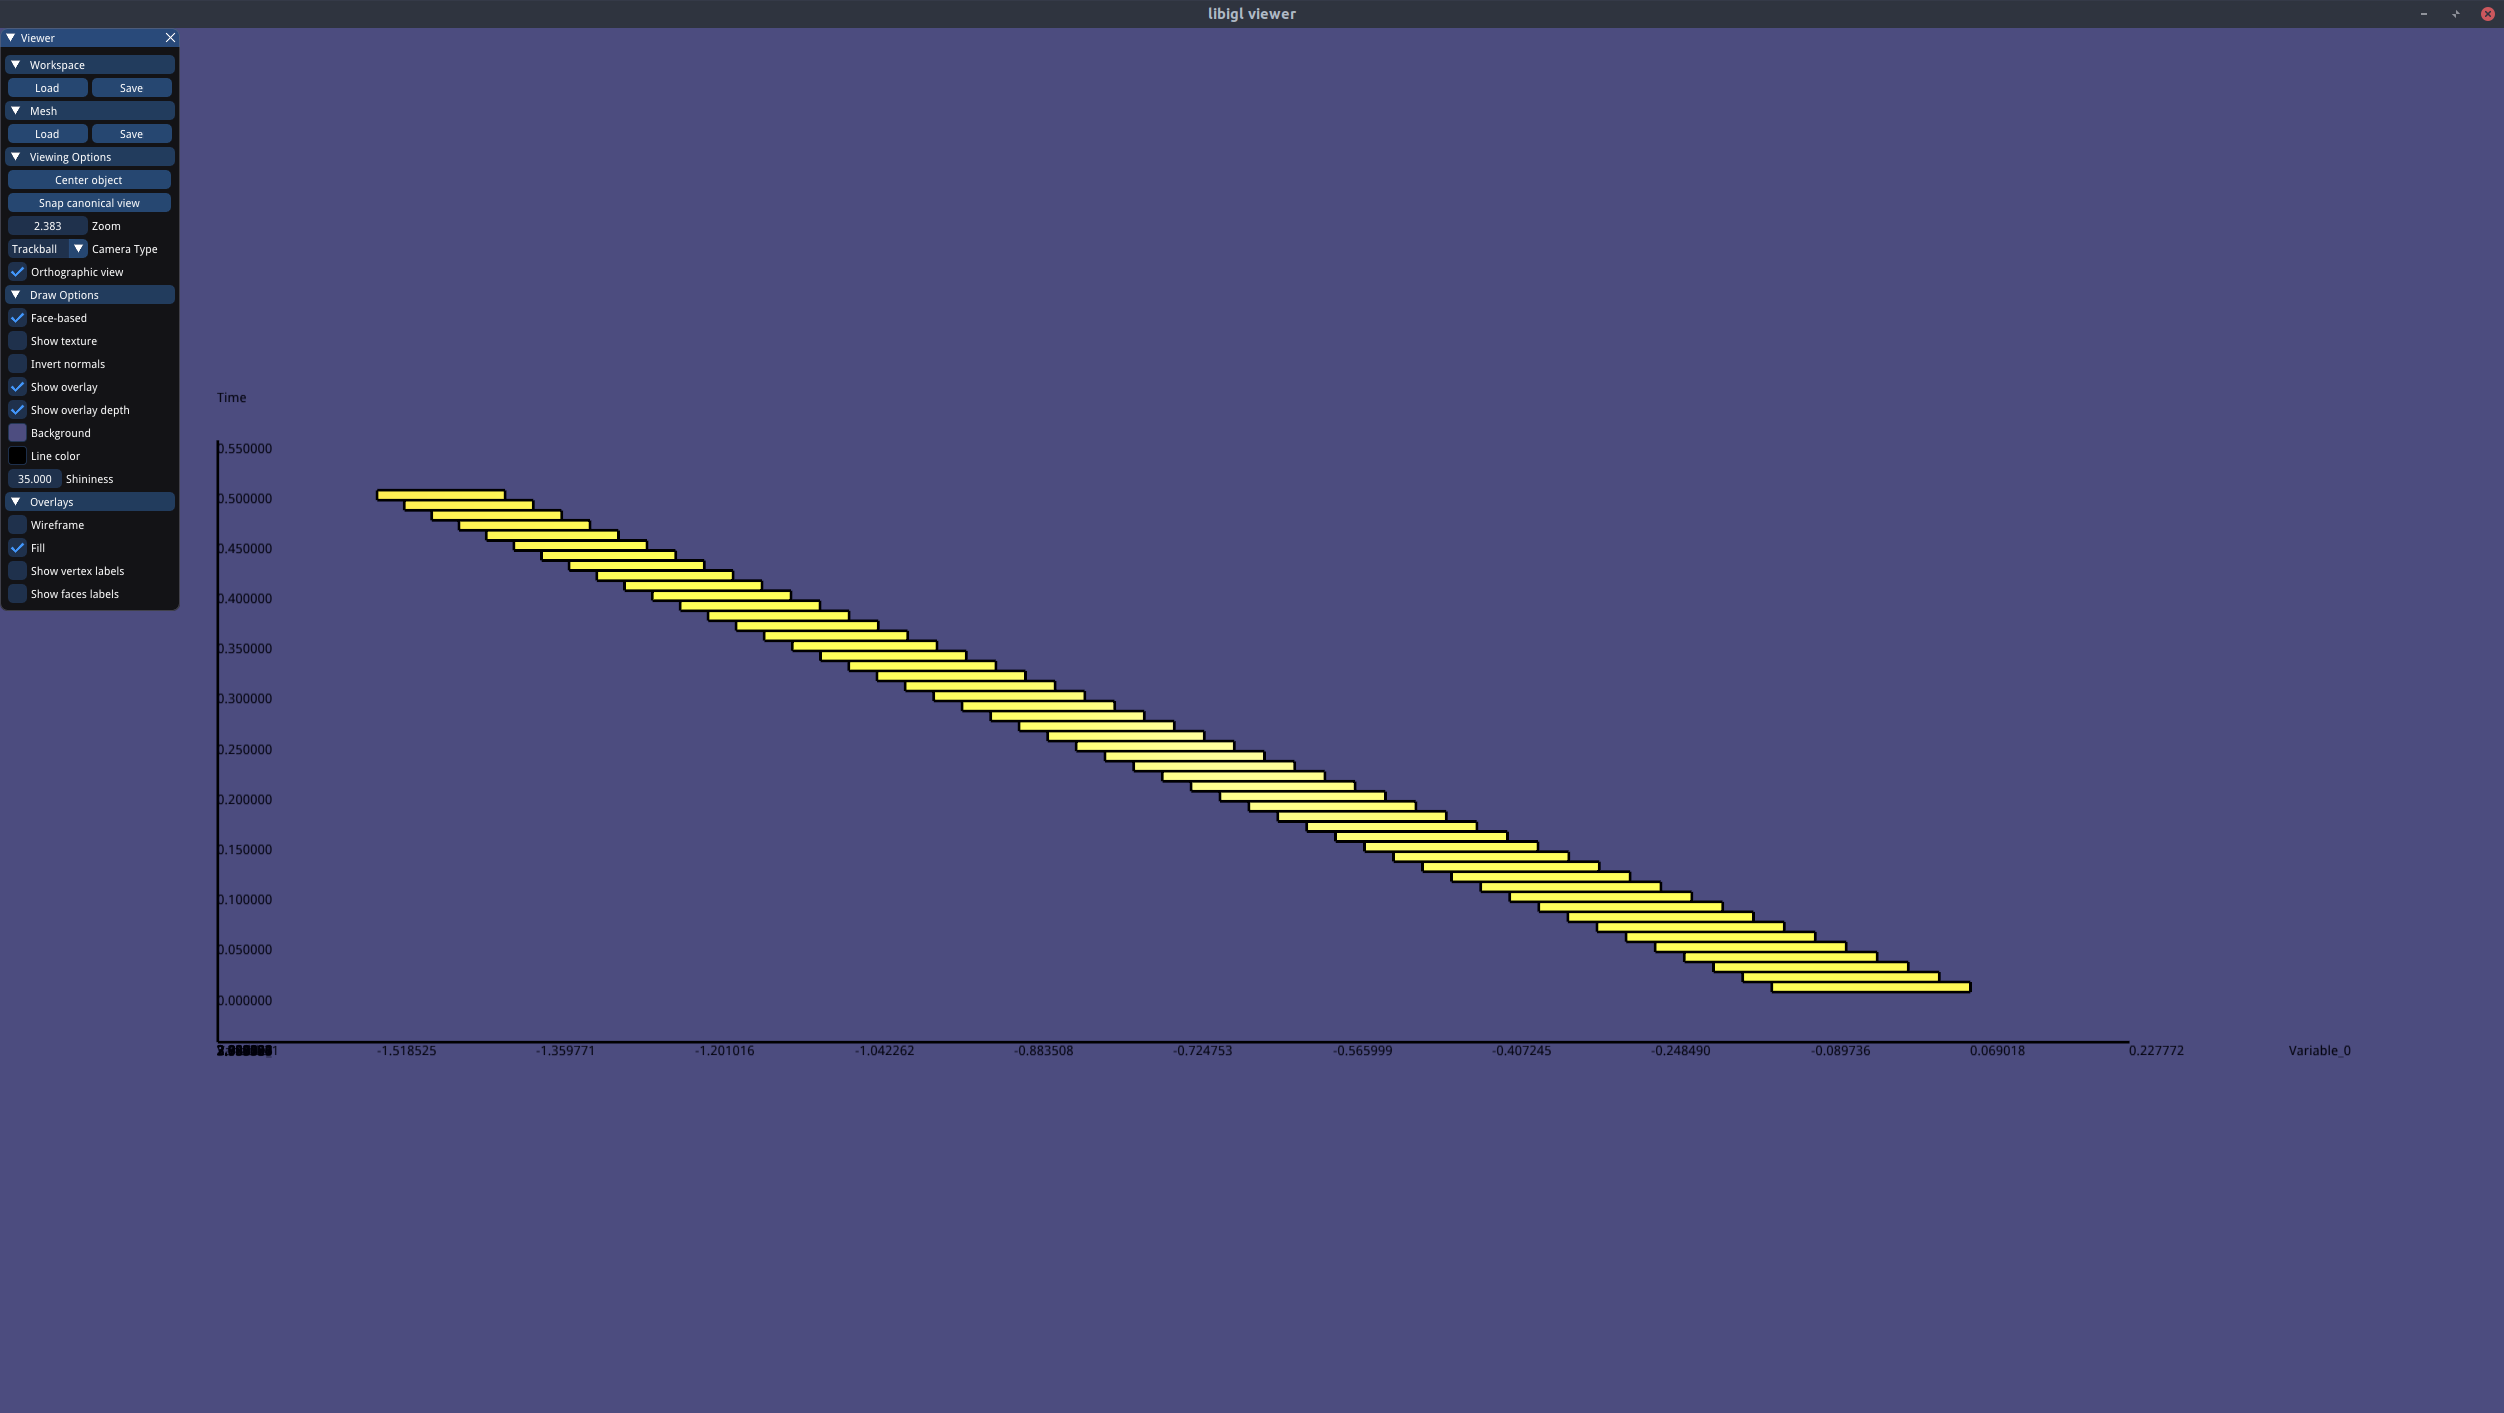 libigl viewer
Viewer
Workspace
Load Save
Mesh
Load Save
Viewing Options
Center object
Snap canonical view
2.383 Zoom
Trackball Camera Type
Orthographic view
Draw Options
Face-based
Show texture
Invert normals
Show overlay
Show overlay depth
Background
Line color
35.000 Shininess
Overlays
Wireframe
Fill
Show vertex labels
Show faces labels
Time
0.550000
0.500000
0.450000
0.400000
0.350000
0.300000
0.250000
0.200000
0.150000
0.100000
0.050000
0.000000
-1.518525 -1.359771 -1.201016 -1.042262 -0.883508 -0.724753 -0.565999 -0.407245 -0.248490 -0.089736 0.069018 0.227772 Variable_0